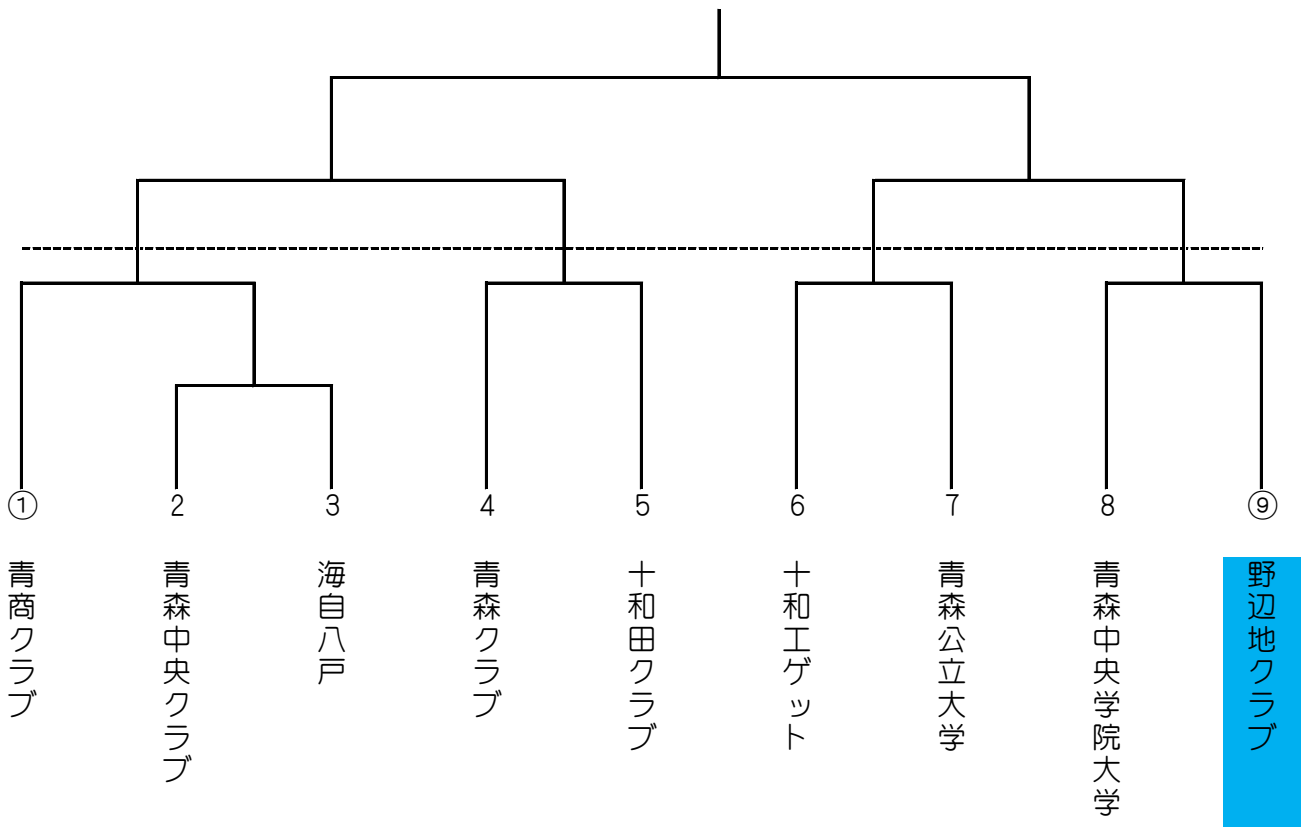 ① 2 3 4 5 6 7 8 ⑨
青商クラブ
青森中央クラブ
海自八戸
青森クラブ
十和田クラブ
十和工ゲット
青森公立大学
青森中央学院大学
野辺地クラブ